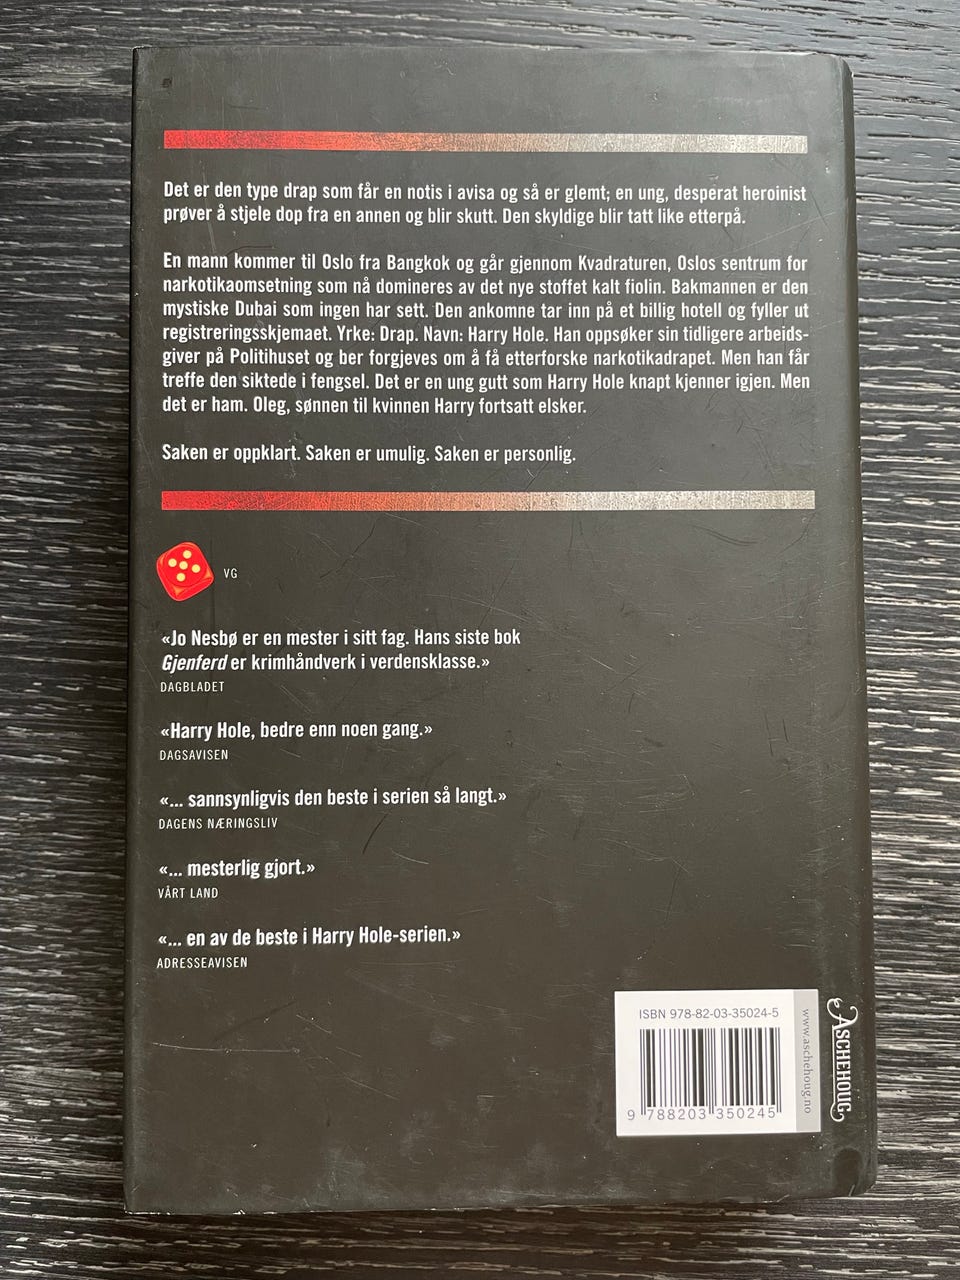 Det er den type drap som får en notis i avisa og så er glemt; en ung, desperat heroinist
prøver å stjele dop fra en annen og blir skutt. Den skyldige blir tatt like etterpå.
En mann kommer til Oslo fra Bangkok og går gjennom Kvadraturen, Oslos sentrum for
narkotikaomsetning som nå domineres av det nye stoffet kalt fiolin. Bakmannen er den
mystiske Dubai som ingen har sett. Den ankomne tar inn på et billig hotell og fyller ut
registreringsskjemaet. Yrke: Drap. Navn: Harry Hole. Han oppsøker sin tidligere arbeids-
giver på Politihuset og ber forgjeves om å få etterforske narkotikadrapet. Men han får
treffe den siktede i fengsel. Det er en ung gutt som Harry Hole knapt kjenner igjen. Men
det er ham. Oleg, sønnen til kvinnen Harry fortsatt elsker.
Saken er oppklart. Saken er umulig. Saken er personlig.
VG
«Jo Nesbø er en mester i sitt fag. Hans siste bok
Gjenferd er krimhåndverk i verdensklasse.»
DAGBLADET
«Harry Hole, bedre enn noen gang.»
DAGSAVISEN
«... sannsynligvis den beste i serien så langt.»
DAGENS NÆRINGSLIV
«... mesterlig gjort.»
VÅRT LAND
«... en av de beste i Harry Hole-serien.»
ADRESSEAVISEN
ISBN 978-82-03-35024-5
9 788203 350245
www.aschehoug.no
ASCHEHOUG